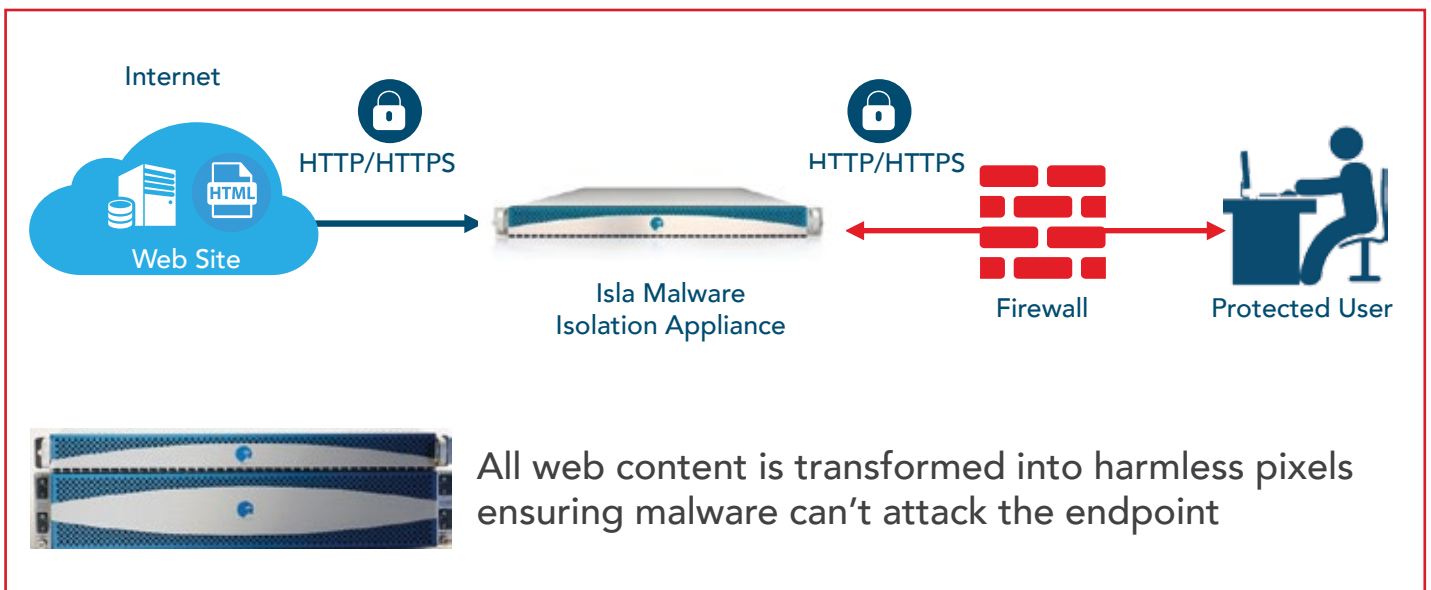 Internet
HTTP/HTTPS
HTTP/HTTPS
HTML
Web Site
Isla Malware
Isolation Appliance
Firewall
Protected User
All web content is transformed into harmless pixels
ensuring malware can’t attack the endpoint